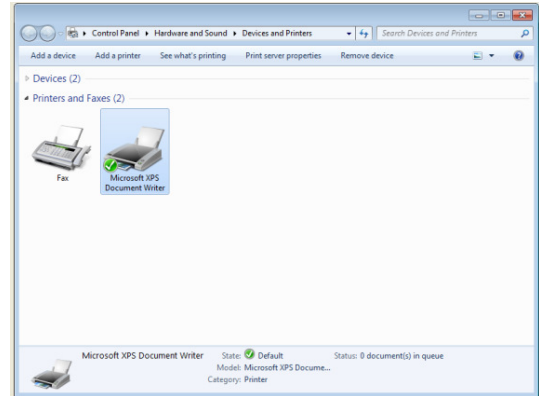 Control Panel ▸ Hardware and Sound ▸ Devices and Printers
Search Devices and Printers
Add a device Add a printer See what's printing Print server properties Remove device
Devices (2)
Printers and Faxes (2)
Fax
Microsoft XPS
Document Writer
Microsoft XPS Document Writer State: Default Status: 0 document(s) in queue
Model: Microsoft XPS Docume...
Category: Printer